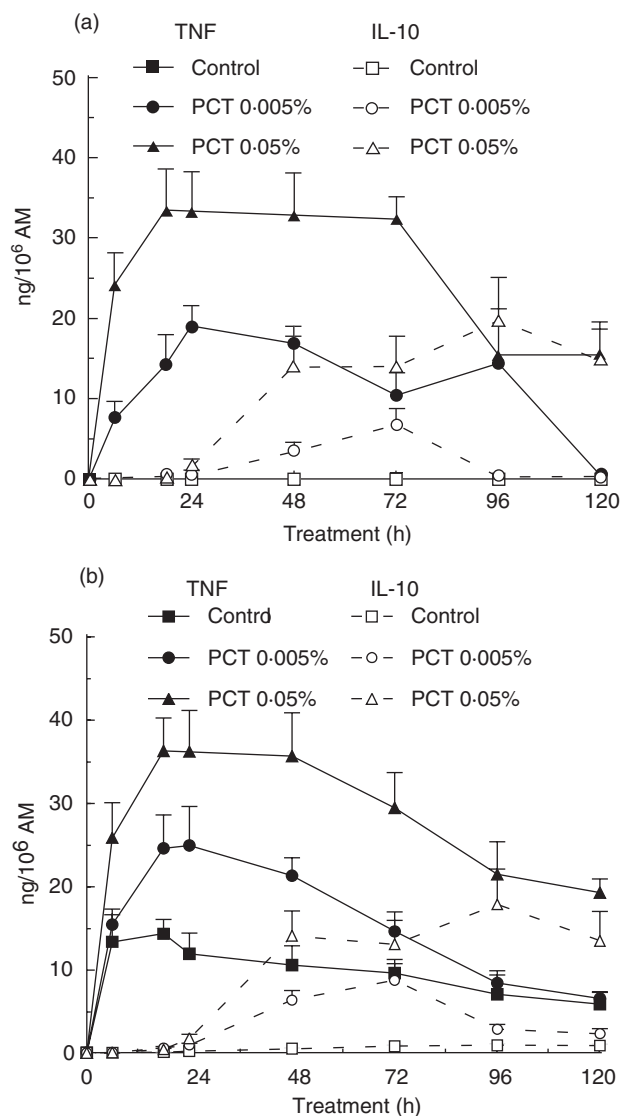 (a)
TNF IL-10
Control Control
PCT 0·005% PCT 0·005%
PCT 0·05% PCT 0·05%
50
40
30
20
10
0
ng/10⁶ AM
0 24 48 72 96 120
Treatment (h)
(b)
TNF IL-10
Control Control
PCT 0·005% PCT 0·005%
PCT 0·05% PCT 0·05%
50
40
30
20
10
0
ng/10⁶ AM
0 24 48 72 96 120
Treatment (h)